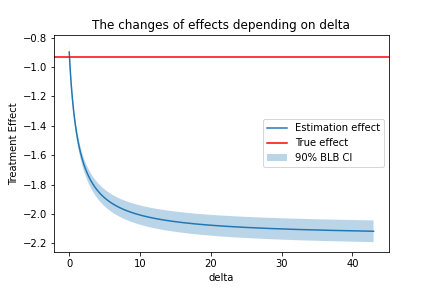 The changes of effects depending on delta
−0.8
−1.0
−1.2
−1.4
−1.6
−1.8
−2.0
−2.2
Treatment Effect
Estimation effect
True effect
90% BLB CI
0
10
20
30
40
delta